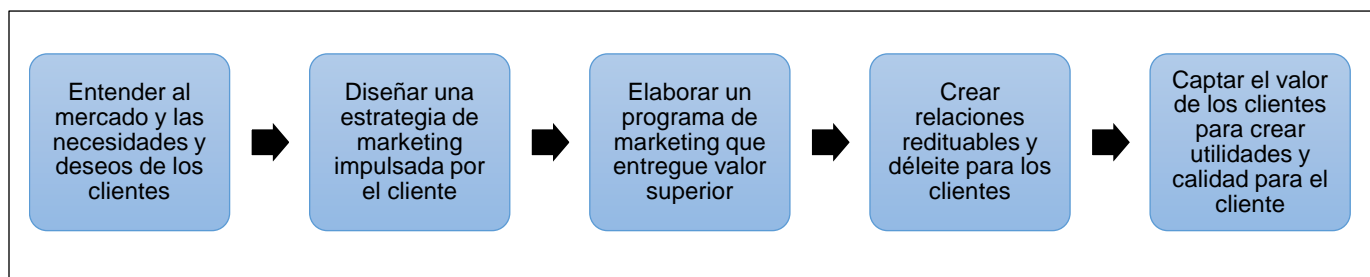 Entender al
mercado y las
necesidades y
deseos de los
clientes
Diseñar una
estrategia de
marketing
impulsada por
el cliente
Elaborar un
programa de
marketing que
entregue valor
superior
Crear
relaciones
redituables y
déleite para los
clientes
Captar el valor
de los clientes
para crear
utilidades y
calidad para el
cliente